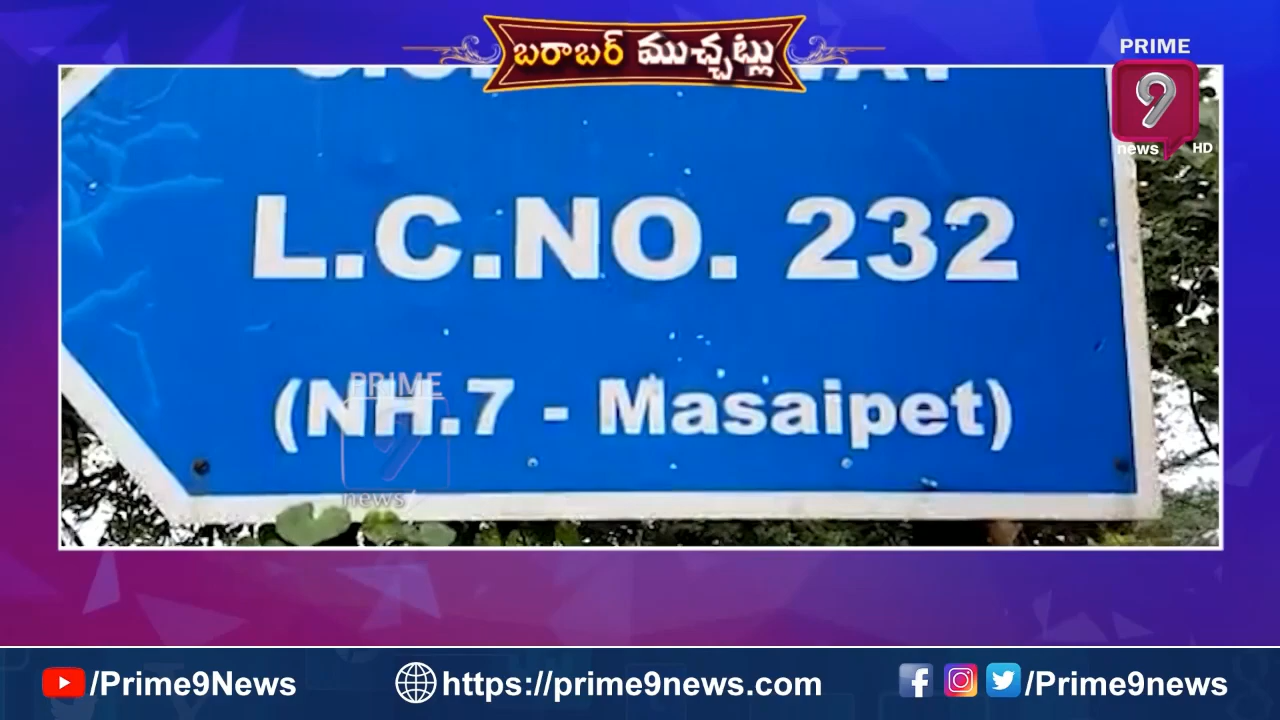 బరాబర్ ముచ్చట్లు
PRIME
9
news HD
L.C.NO. 232
(NH.7 - Masaipet)
PRIME
9
news
/Prime9News
https://prime9news.com
/Prime9news